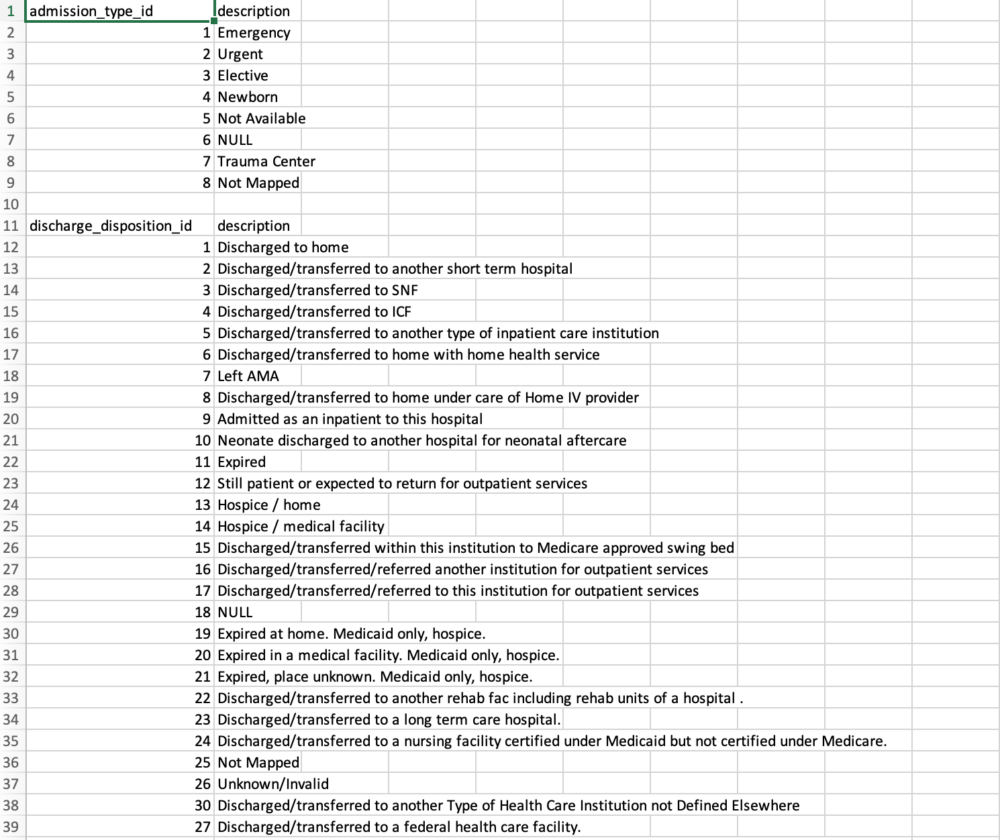 1 admission_type_id description
2 1 Emergency
3 2 Urgent
4 3 Elective
5 4 Newborn
6 5 Not Available
7 6 NULL
8 7 Trauma Center
9 8 Not Mapped
10
11 discharge_disposition_id description
12 1 Discharged to home
13 2 Discharged/transferred to another short term hospital
14 3 Discharged/transferred to SNF
15 4 Discharged/transferred to ICF
16 5 Discharged/transferred to another type of inpatient care institution
17 6 Discharged/transferred to home with home health service
18 7 Left AMA
19 8 Discharged/transferred to home under care of Home IV provider
20 9 Admitted as an inpatient to this hospital
21 10 Neonate discharged to another hospital for neonatal aftercare
22 11 Expired
23 12 Still patient or expected to return for outpatient services
24 13 Hospice / home
25 14 Hospice / medical facility
26 15 Discharged/transferred within this institution to Medicare approved swing bed
27 16 Discharged/transferred/referred another institution for outpatient services
28 17 Discharged/transferred/referred to this institution for outpatient services
29 18 NULL
30 19 Expired at home. Medicaid only, hospice.
31 20 Expired in a medical facility. Medicaid only, hospice.
32 21 Expired, place unknown. Medicaid only, hospice.
33 22 Discharged/transferred to another rehab fac including rehab units of a hospital .
34 23 Discharged/transferred to a long term care hospital.
35 24 Discharged/transferred to a nursing facility certified under Medicaid but not certified under Medicare.
36 25 Not Mapped
37 26 Unknown/Invalid
38 30 Discharged/transferred to another Type of Health Care Institution not Defined Elsewhere
39 27 Discharged/transferred to a federal health care facility.